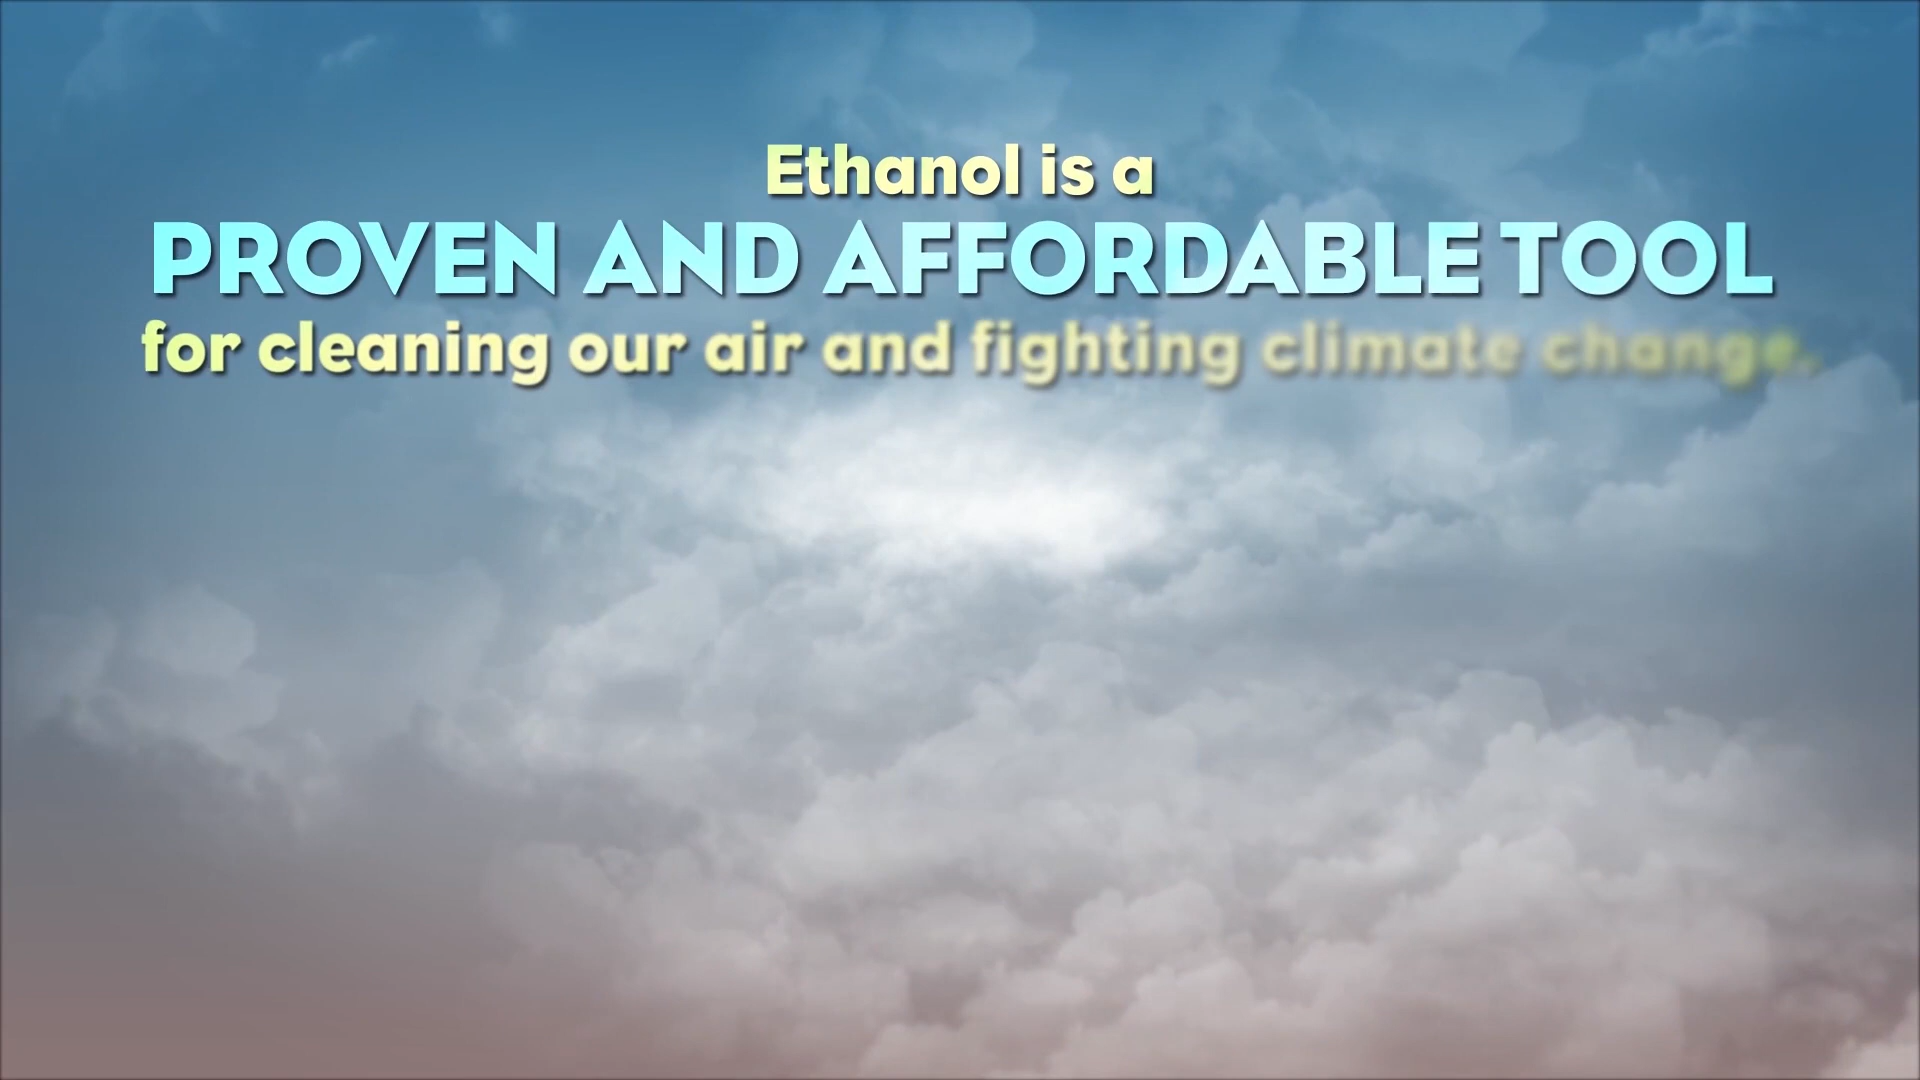 Ethanol is a
PROVEN AND AFFORDABLE TOOL
for cleaning our air and fighting climate change.